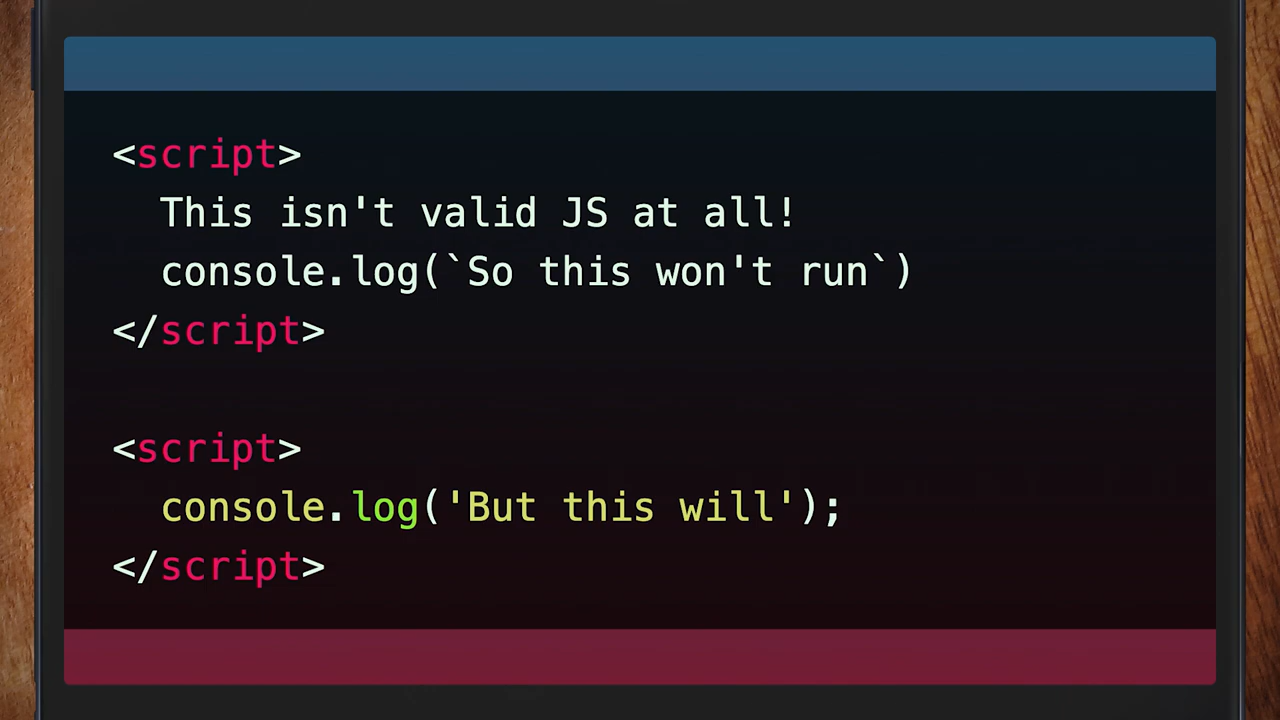 <script>
This isn't valid JS at all!
console.log(`So this won't run`)
</script>
<script>
console.log('But this will');
</script>